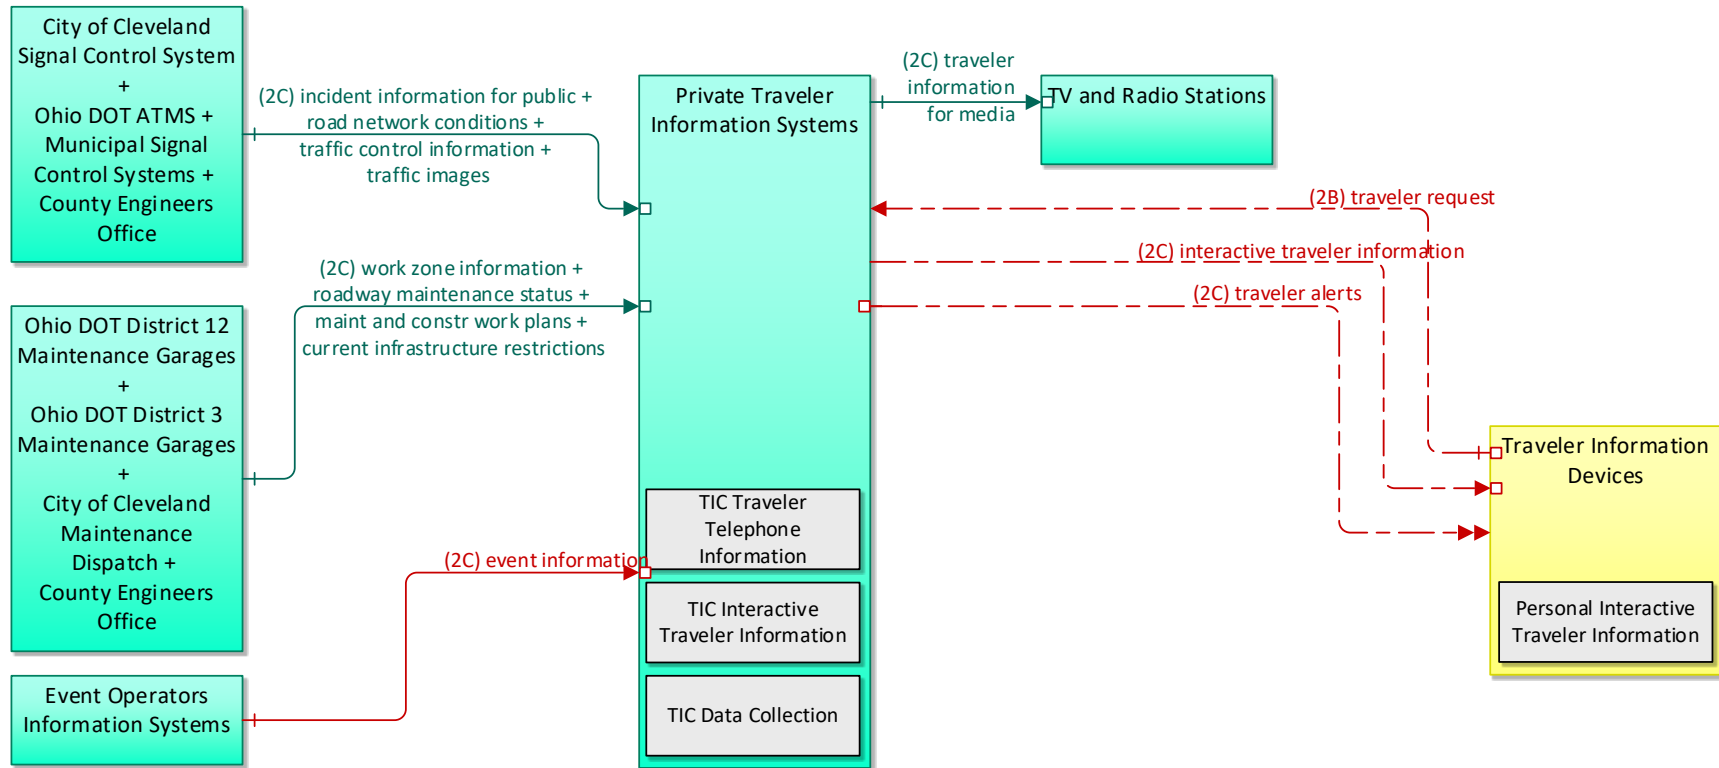 City of Cleveland
Signal Control System
+
Ohio DOT ATMS +
Municipal Signal
Control Systems +
County Engineers
Office
(2C) incident information for public +
road network conditions +
traffic control information +
traffic images
Private Traveler
Information Systems
(2C) traveler
information
for media
TV and Radio Stations
(2B) traveler request
(2C) interactive traveler information
(2C) traveler alerts
(2C) work zone information +
roadway maintenance status +
maint and constr work plans +
current infrastructure restrictions
Ohio DOT District 12
Maintenance Garages
+
Ohio DOT District 3
Maintenance Garages
+
City of Cleveland
Maintenance
Dispatch +
County Engineers
Office
Traveler Information
Devices
TIC Traveler
Telephone
Information
(2C) event information
TIC Interactive
Traveler Information
Personal Interactive
Traveler Information
Event Operators
Information Systems
TIC Data Collection